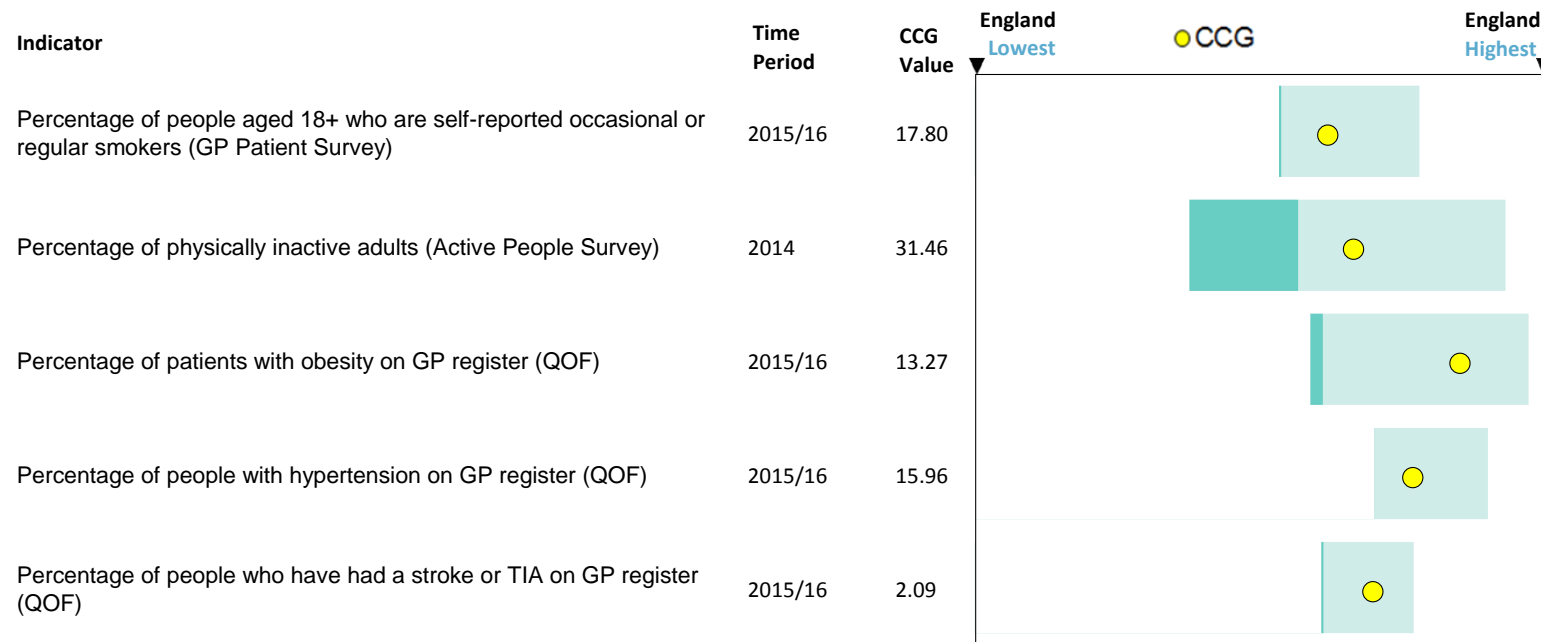 Indicator
Time
Period
CCG
Value
England
Lowest
CCG
England
Highest
Percentage of people aged 18+ who are self-reported occasional or
regular smokers (GP Patient Survey)
2015/16
17.80
Percentage of physically inactive adults (Active People Survey)
2014
31.46
Percentage of patients with obesity on GP register (QOF)
2015/16
13.27
Percentage of people with hypertension on GP register (QOF)
2015/16
15.96
Percentage of people who have had a stroke or TIA on GP register
(QOF)
2015/16
2.09